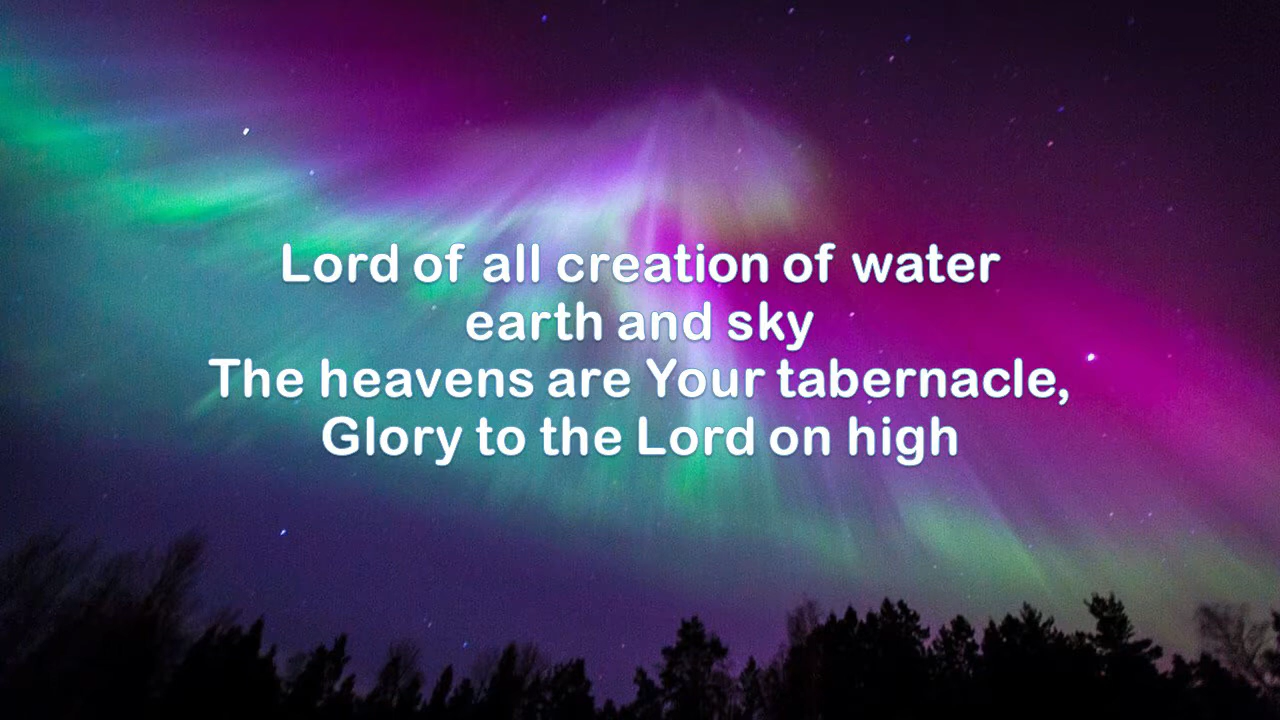 Lord of all creation of water
earth and sky
The heavens are Your tabernacle,
Glory to the Lord on high